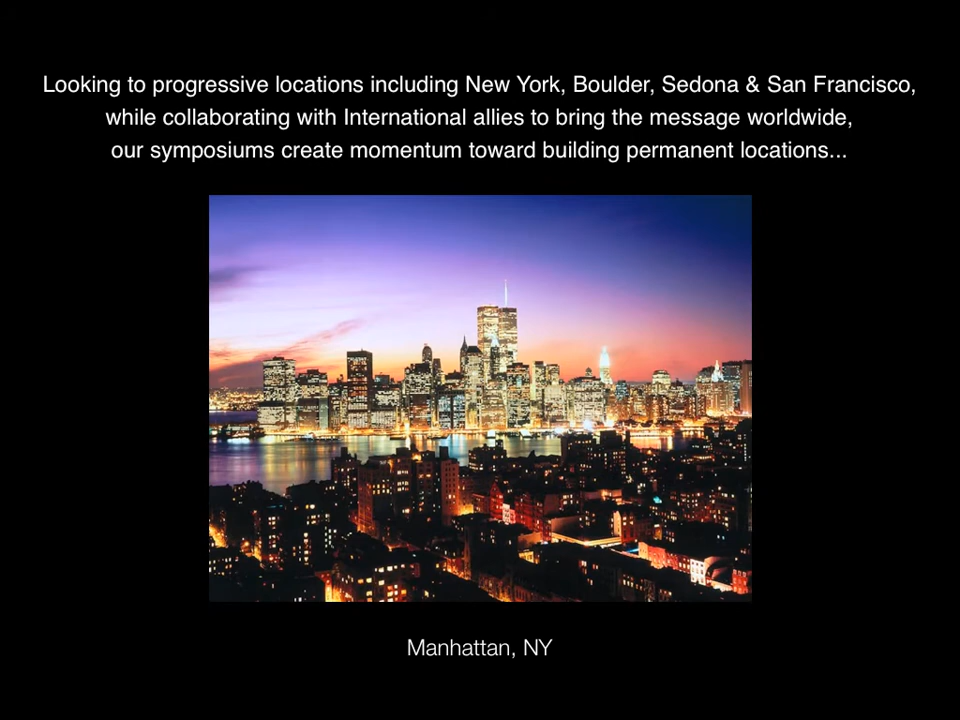 Looking to progressive locations including New York, Boulder, Sedona & San Francisco,
while collaborating with International allies to bring the message worldwide,
our symposiums create momentum toward building permanent locations...
Manhattan, NY